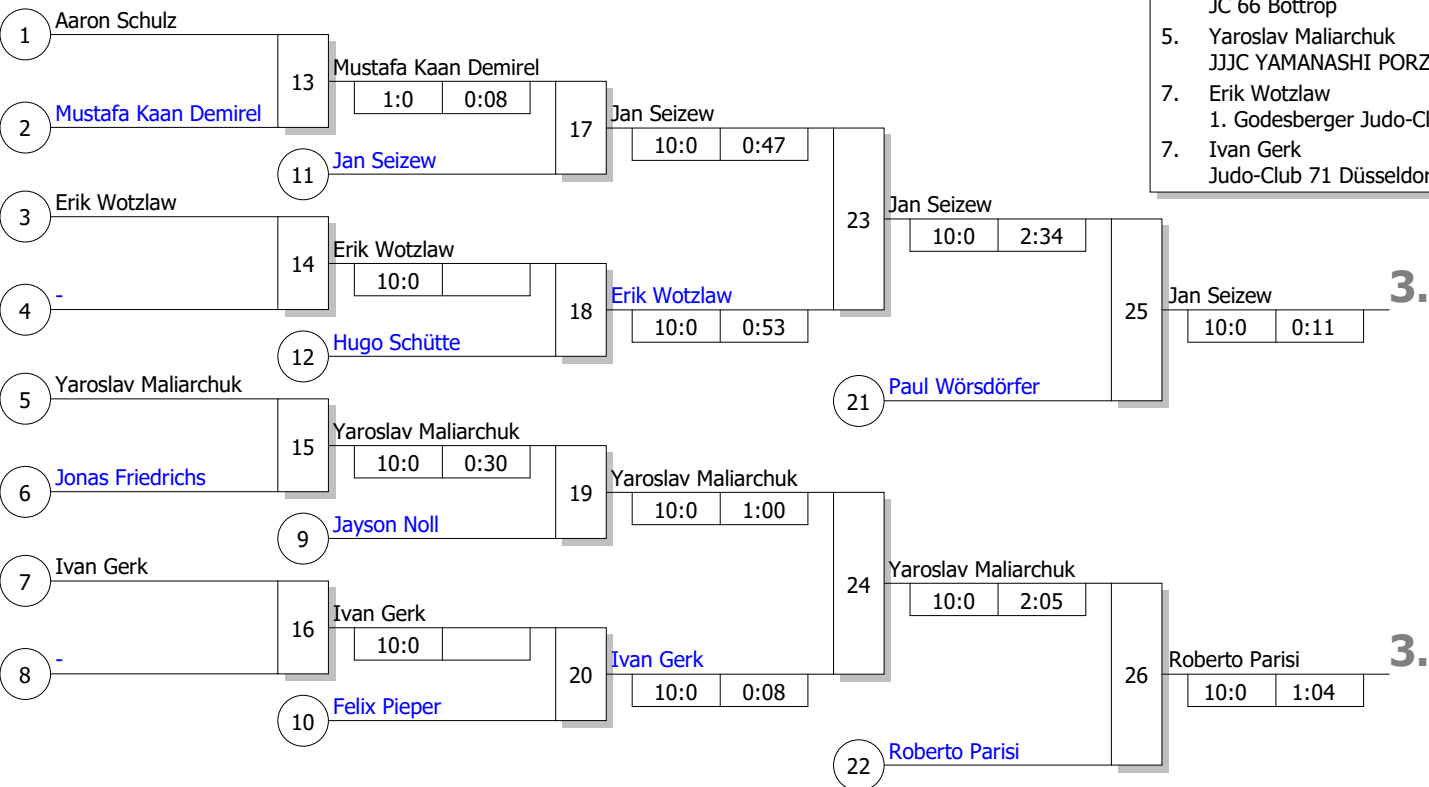 JC 66 Bottrop
5. Yaroslav Maliarchuk
JJJC YAMANASHI PORZ
7. Erik Wotzlaw
1. Godesberger Judo-Cl
7. Ivan Gerk
Judo-Club 71 Düsseldor
1 Aaron Schulz
13 Mustafa Kaan Demirel
1:0 0:08
2 Mustafa Kaan Demirel
17 Jan Seizew
10:0 0:47
11 Jan Seizew
3 Erik Wotzlaw
23 Jan Seizew
10:0 2:34
14 Erik Wotzlaw
10:0
4 -
18 Erik Wotzlaw
10:0 0:53
12 Hugo Schütte
25 Jan Seizew 3.
10:0 0:11
5 Yaroslav Maliarchuk
21 Paul Wörsdörfer
15 Yaroslav Maliarchuk
10:0 0:30
6 Jonas Friedrichs
19 Yaroslav Maliarchuk
10:0 1:00
9 Jayson Noll
7 Ivan Gerk
24 Yaroslav Maliarchuk
10:0 2:05
16 Ivan Gerk
10:0
8 -
20 Ivan Gerk
10:0 0:08
10 Felix Pieper
26 Roberto Parisi 3.
10:0 1:04
22 Roberto Parisi